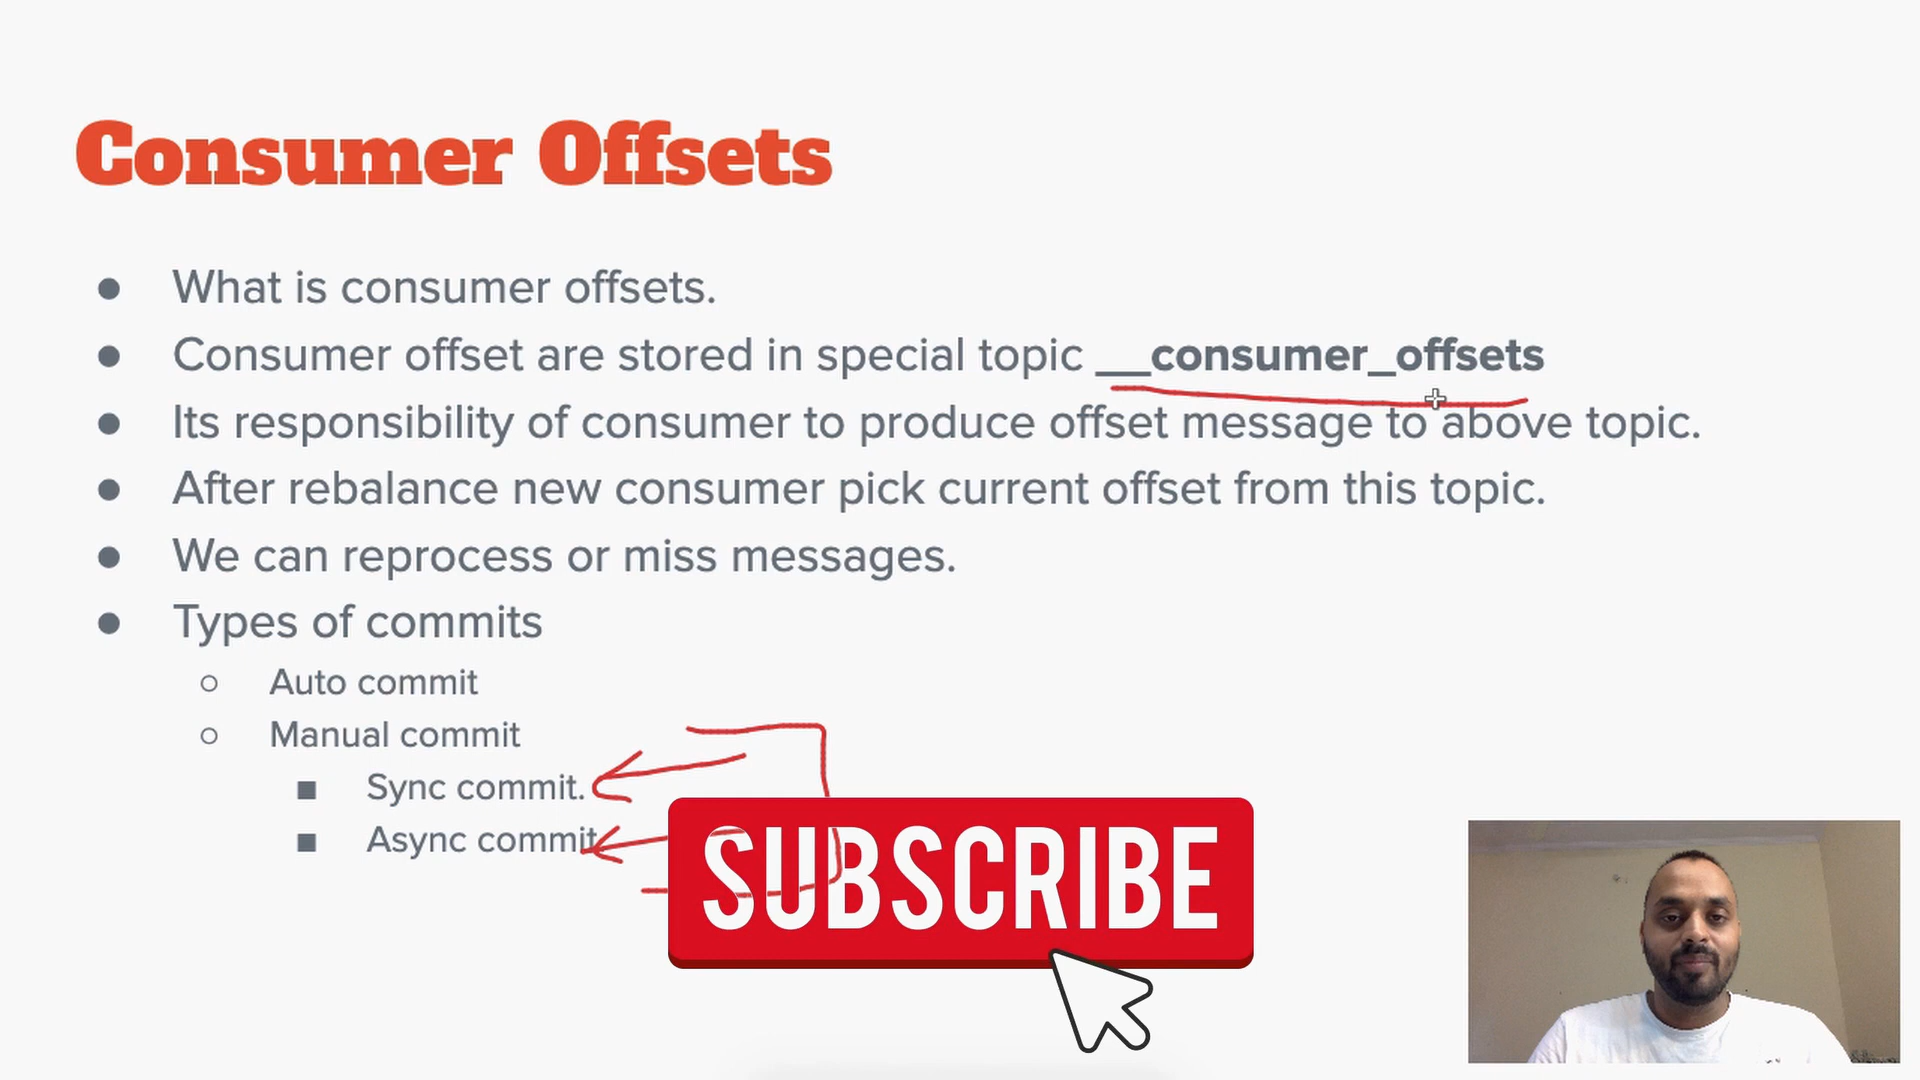 Consumer Offsets
What is consumer offsets.
Consumer offset are stored in special topic __consumer_offsets
Its responsibility of consumer to produce offset message to above topic.
After rebalance new consumer pick current offset from this topic.
We can reprocess or miss messages.
Types of commits
Auto commit
Manual commit
Sync commit.
Async commit.
SUBSCRIBE